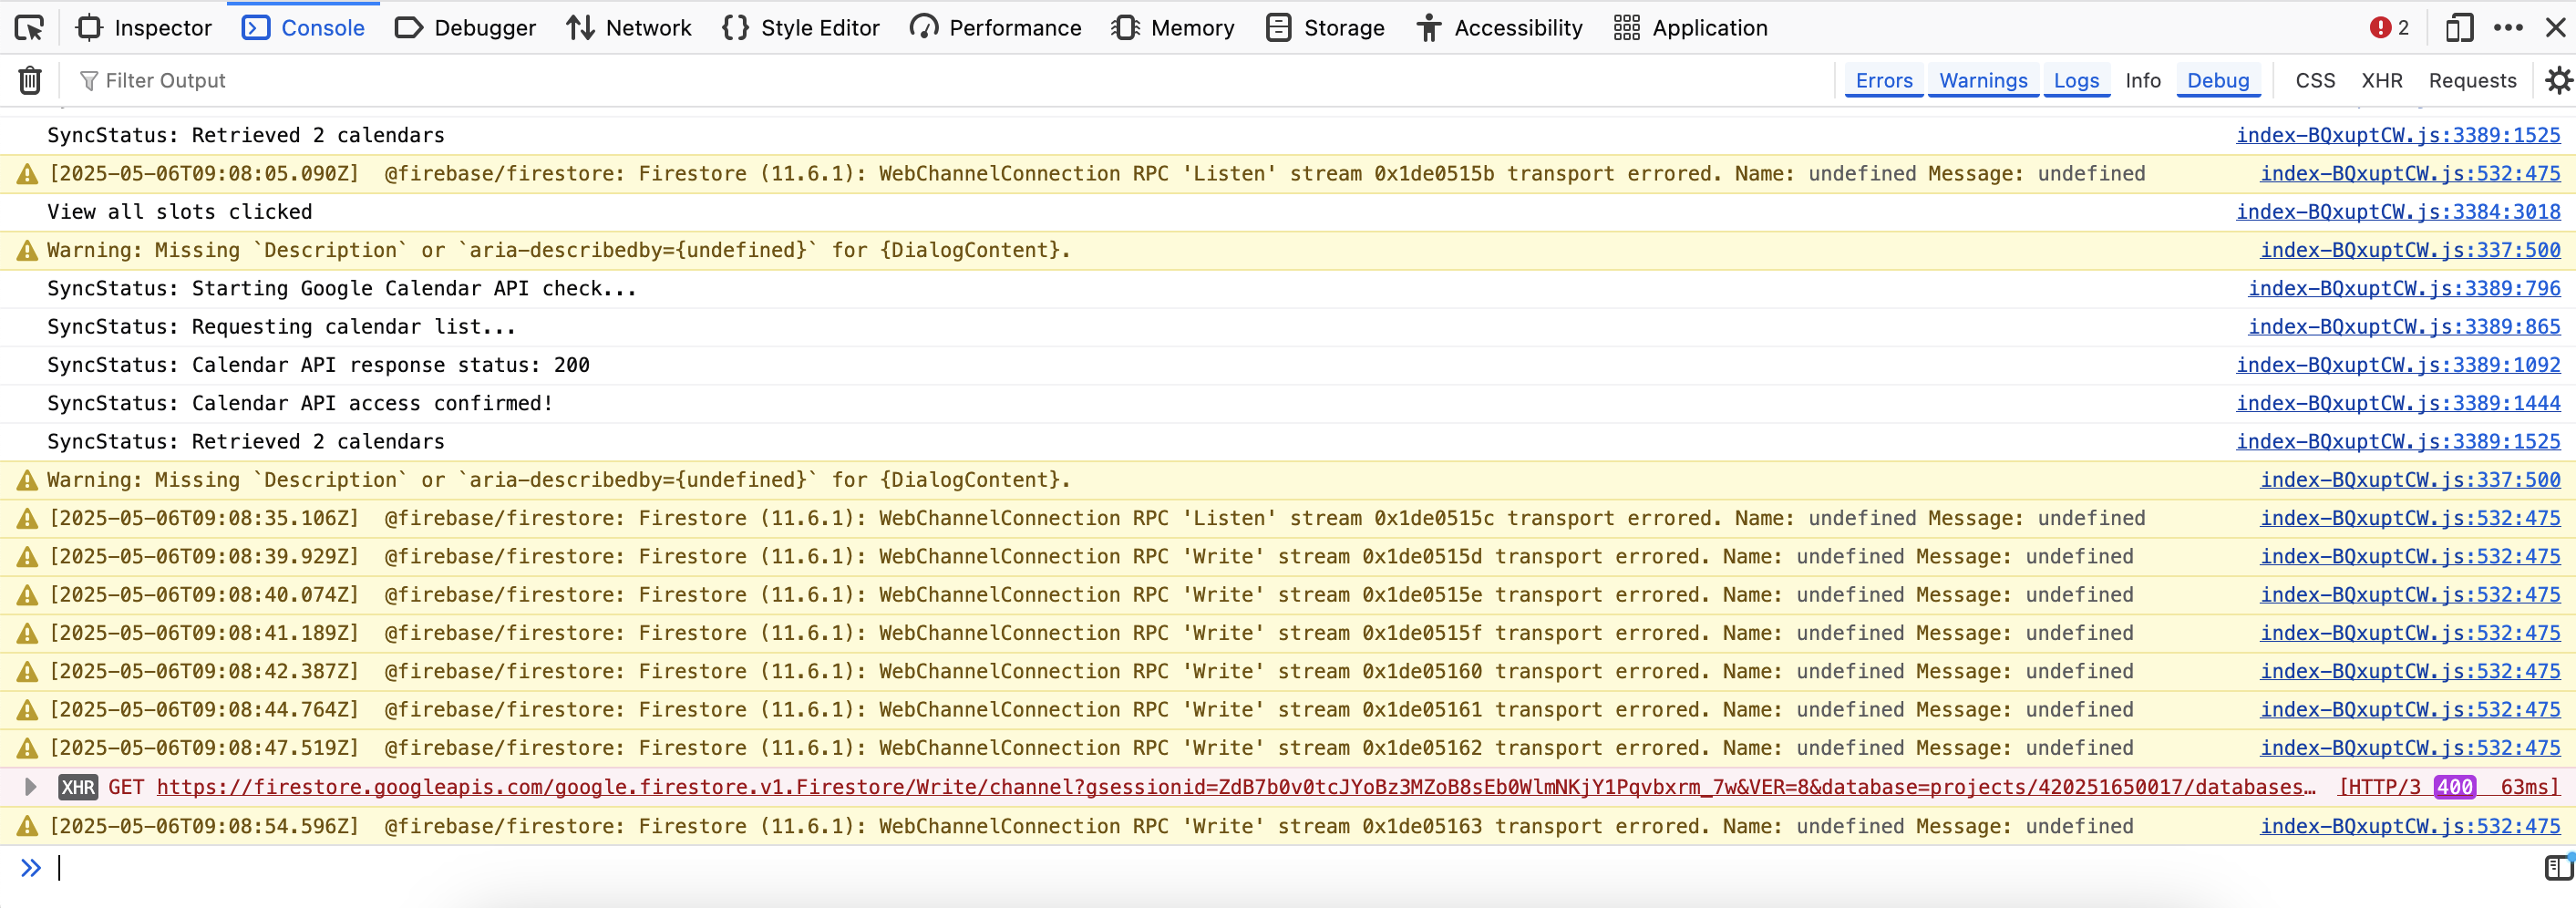 Inspector Console Debugger Network Style Editor Performance Memory Storage Accessibility Application 2
Filter Output Errors Warnings Logs Info Debug CSS XHR Requests
SyncStatus: Retrieved 2 calendars index-BQxuptCW.js:3389:1525
[2025-05-06T09:08:05.090Z] @firebase/firestore: Firestore (11.6.1): WebChannelConnection RPC 'Listen' stream 0x1de0515b transport errored. Name: undefined Message: undefined index-BQxuptCW.js:532:475
View all slots clicked index-BQxuptCW.js:3384:3018
Warning: Missing `Description` or `aria-describedby={undefined}` for {DialogContent}. index-BQxuptCW.js:337:500
SyncStatus: Starting Google Calendar API check... index-BQxuptCW.js:3389:796
SyncStatus: Requesting calendar list... index-BQxuptCW.js:3389:865
SyncStatus: Calendar API response status: 200 index-BQxuptCW.js:3389:1092
SyncStatus: Calendar API access confirmed! index-BQxuptCW.js:3389:1444
SyncStatus: Retrieved 2 calendars index-BQxuptCW.js:3389:1525
Warning: Missing `Description` or `aria-describedby={undefined}` for {DialogContent}. index-BQxuptCW.js:337:500
[2025-05-06T09:08:35.106Z] @firebase/firestore: Firestore (11.6.1): WebChannelConnection RPC 'Listen' stream 0x1de0515c transport errored. Name: undefined Message: undefined index-BQxuptCW.js:532:475
[2025-05-06T09:08:39.929Z] @firebase/firestore: Firestore (11.6.1): WebChannelConnection RPC 'Write' stream 0x1de0515d transport errored. Name: undefined Message: undefined index-BQxuptCW.js:532:475
[2025-05-06T09:08:40.074Z] @firebase/firestore: Firestore (11.6.1): WebChannelConnection RPC 'Write' stream 0x1de0515e transport errored. Name: undefined Message: undefined index-BQxuptCW.js:532:475
[2025-05-06T09:08:41.189Z] @firebase/firestore: Firestore (11.6.1): WebChannelConnection RPC 'Write' stream 0x1de0515f transport errored. Name: undefined Message: undefined index-BQxuptCW.js:532:475
[2025-05-06T09:08:42.387Z] @firebase/firestore: Firestore (11.6.1): WebChannelConnection RPC 'Write' stream 0x1de05160 transport errored. Name: undefined Message: undefined index-BQxuptCW.js:532:475
[2025-05-06T09:08:44.764Z] @firebase/firestore: Firestore (11.6.1): WebChannelConnection RPC 'Write' stream 0x1de05161 transport errored. Name: undefined Message: undefined index-BQxuptCW.js:532:475
[2025-05-06T09:08:47.519Z] @firebase/firestore: Firestore (11.6.1): WebChannelConnection RPC 'Write' stream 0x1de05162 transport errored. Name: undefined Message: undefined index-BQxuptCW.js:532:475
XHR GET https://firestore.googleapis.com/google.firestore.v1.Firestore/Write/channel?gsessionid=ZdB7b0v0tcJYoBz3MZoB8sEb0WlmNKjY1Pqvbxrm_7w&VER=8&database=projects/420251650017/databases… [HTTP/3 400 63ms]
[2025-05-06T09:08:54.596Z] @firebase/firestore: Firestore (11.6.1): WebChannelConnection RPC 'Write' stream 0x1de05163 transport errored. Name: undefined Message: undefined index-BQxuptCW.js:532:475